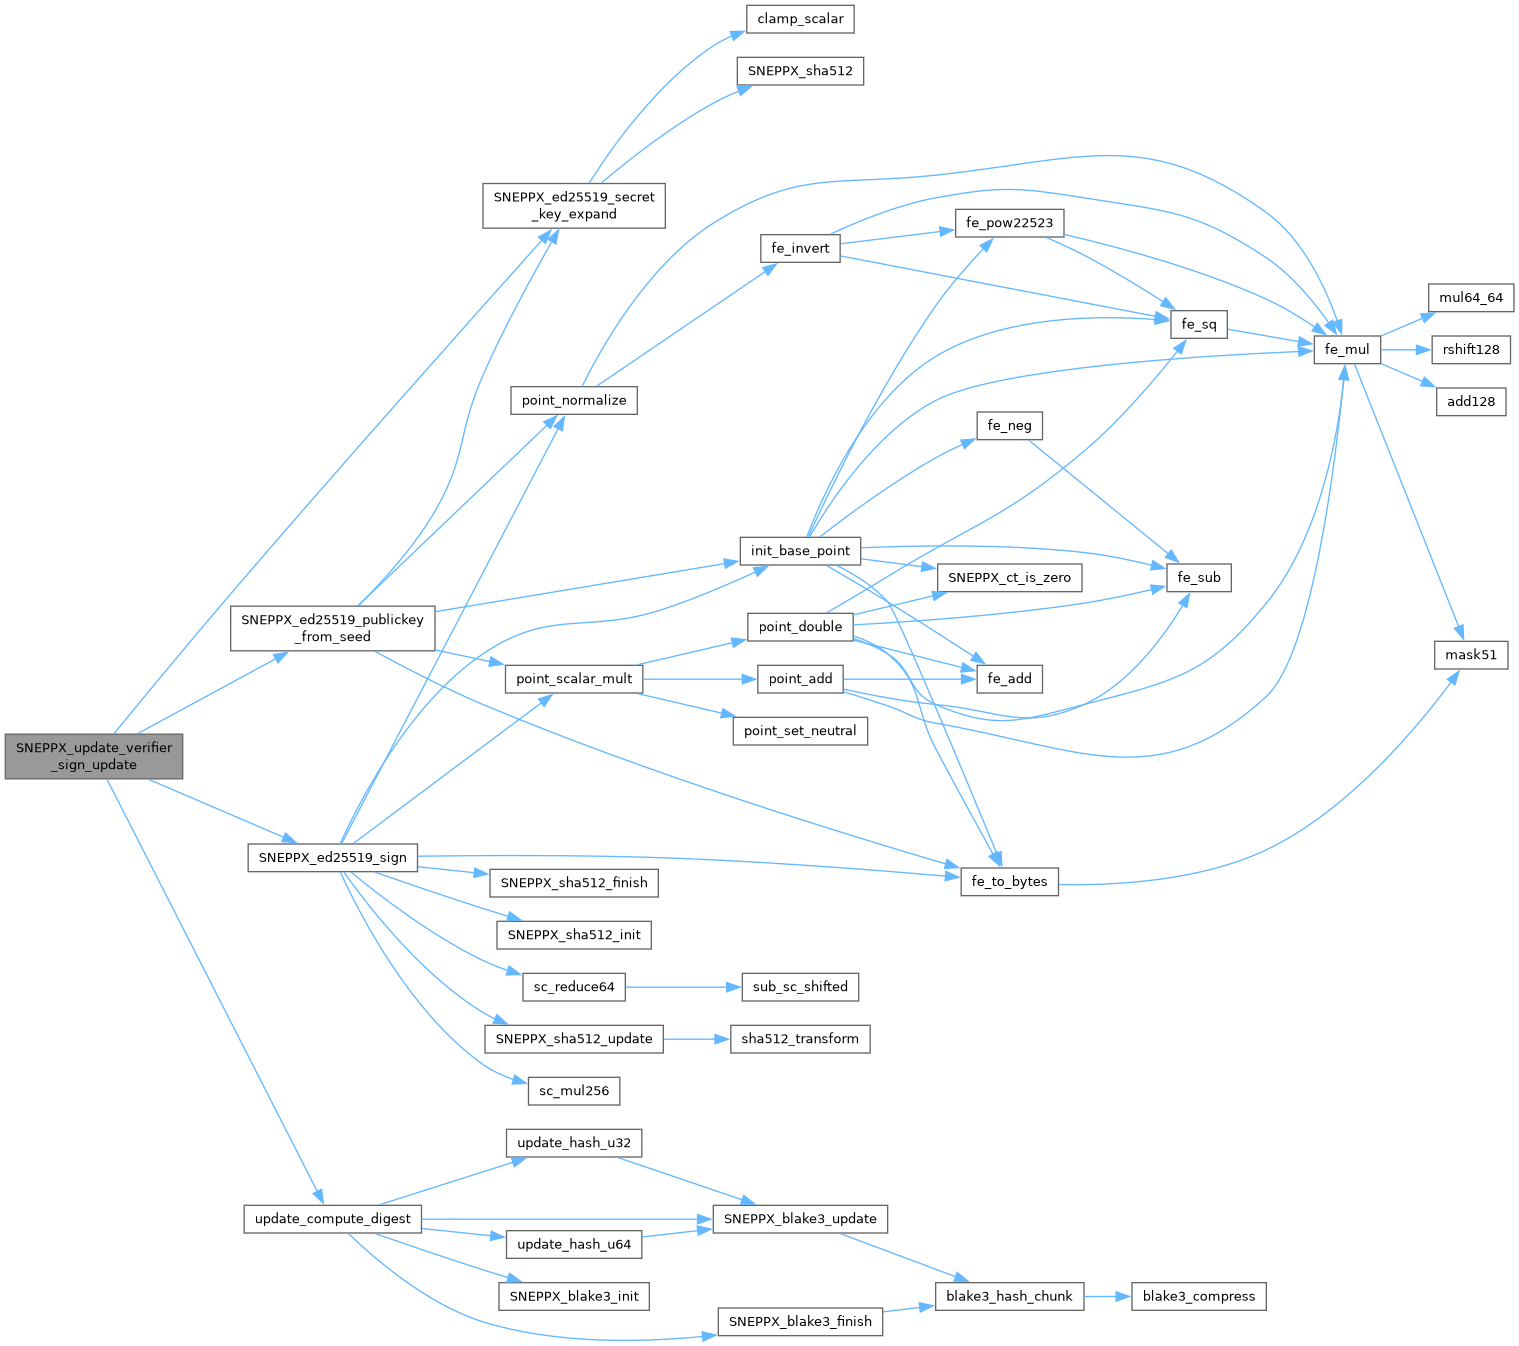 clamp_scalar
SNEPPX_sha512
SNEPPX_ed25519_secret
_key_expand
fe_pow22523
fe_invert
mul64_64
fe_sq
fe_mul
rshift128
point_normalize
add128
fe_neg
init_base_point
SNEPPX_ct_is_zero
fe_sub
SNEPPX_ed25519_publickey
_from_seed
point_double
mask51
point_scalar_mult
point_add
fe_add
point_set_neutral
SNEPPX_update_verifier
_sign_update
SNEPPX_ed25519_sign
SNEPPX_sha512_finish
fe_to_bytes
SNEPPX_sha512_init
sc_reduce64
sub_sc_shifted
SNEPPX_sha512_update
sha512_transform
sc_mul256
update_hash_u32
update_compute_digest
SNEPPX_blake3_update
update_hash_u64
SNEPPX_blake3_init
blake3_hash_chunk
blake3_compress
SNEPPX_blake3_finish